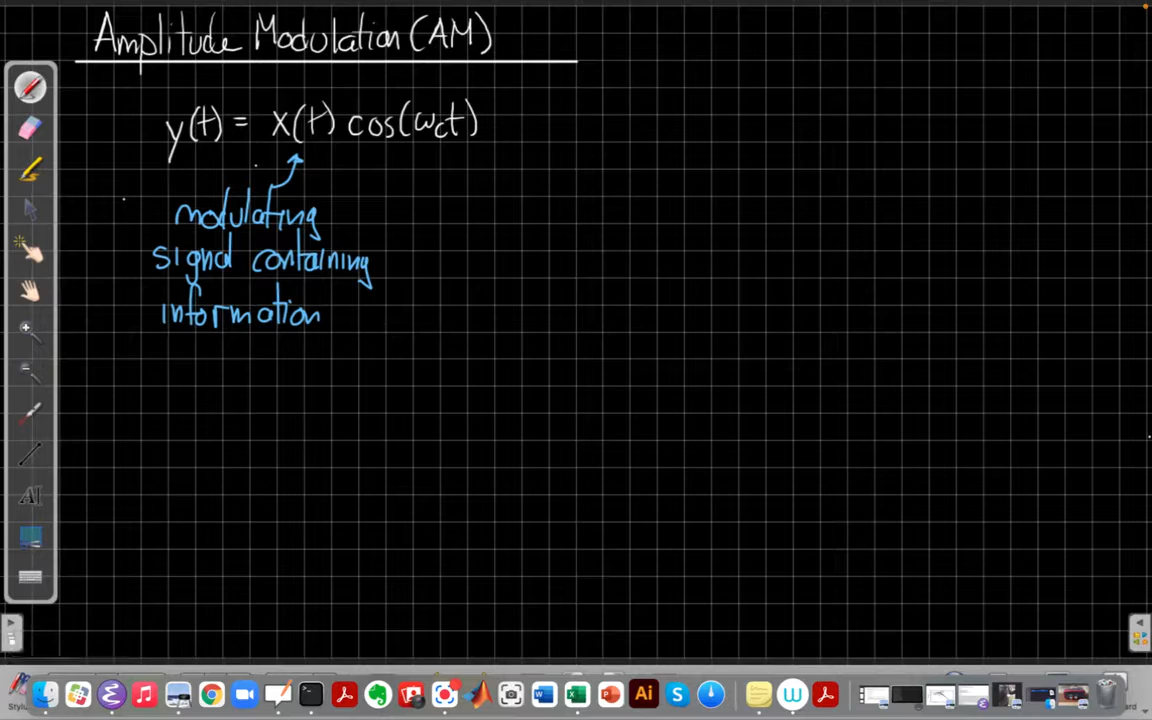 Amplitude Modulation (AM)
y(t) = x(t) cos(ωct)
modulating
signal containing
information